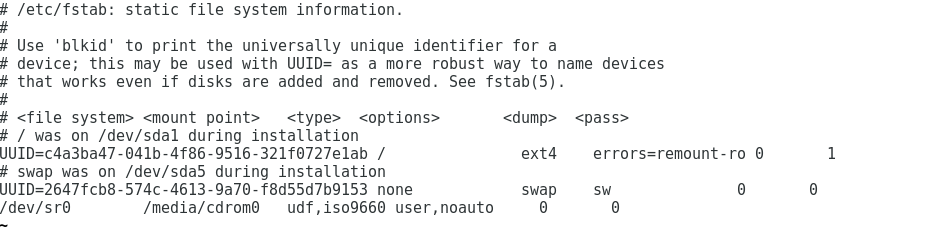 # /etc/fstab: static file system information.
#
# Use 'blkid' to print the universally unique identifier for a
# device; this may be used with UUID= as a more robust way to name devices
# that works even if disks are added and removed. See fstab(5).
#
# <file system> <mount point>   <type>  <options>       <dump>  <pass>
# / was on /dev/sda1 during installation
UUID=c4a3ba47-041b-4f86-9516-321f0727e1ab /               ext4    errors=remount-ro 0       1
# swap was on /dev/sda5 during installation
UUID=2647fcb8-574c-4613-9a70-f8d55d7b9153 none            swap    sw              0       0
/dev/sr0        /media/cdrom0   udf,iso9660 user,noauto     0       0
~